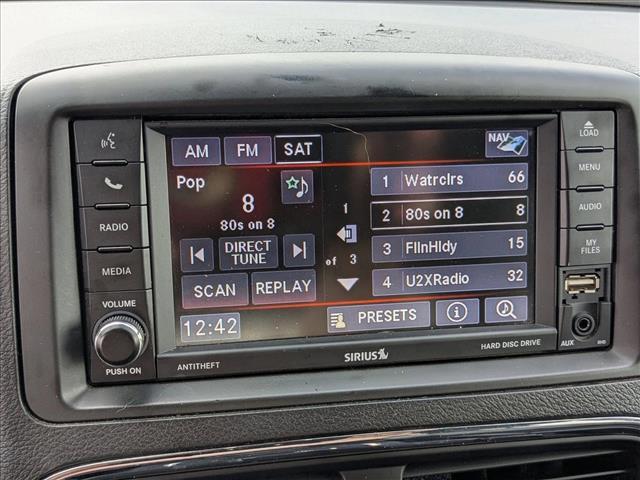 AM FM SAT NAV
Pop
8
80s on 8
DIRECT TUNE
SCAN REPLAY
12:42
1
of 3
1 Watrclrs 66
2 80s on 8 8
3 FlInHldy 15
4 U2XRadio 32
PRESETS
RADIO
MEDIA
VOLUME
PUSH ON
LOAD
MENU
AUDIO
MY FILES
AUX
ANTITHEFT
SIRIUS
HARD DISC DRIVE